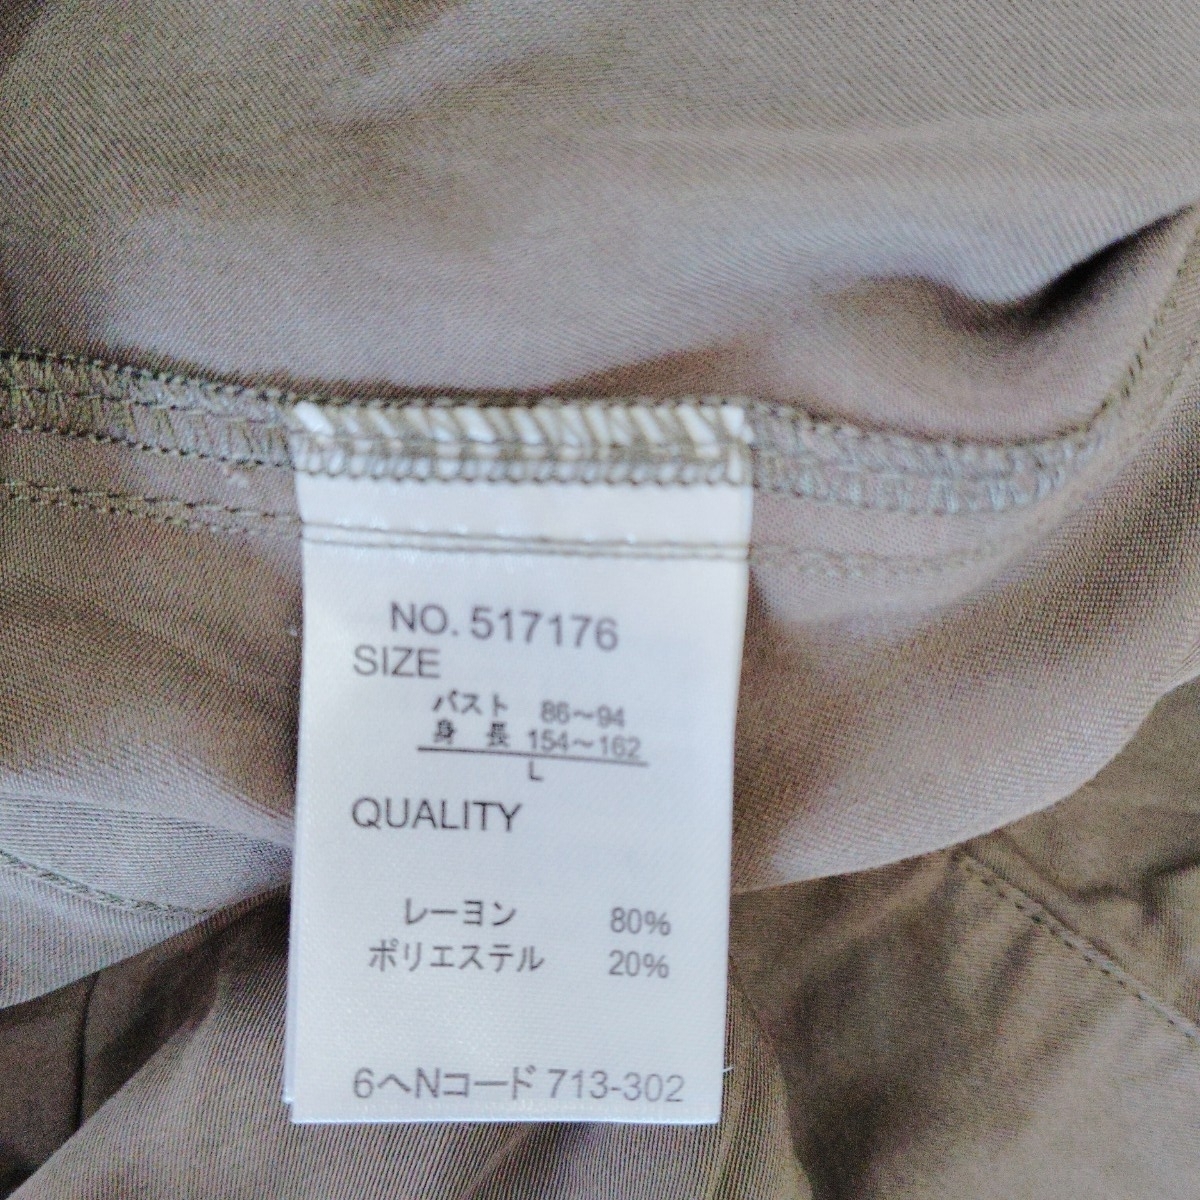 NO. 517176
SIZE
バスト 86〜94
身 長 154〜162
L
QUALITY
レーヨン 80%
ポリエステル 20%
6ヘNコード 713-302